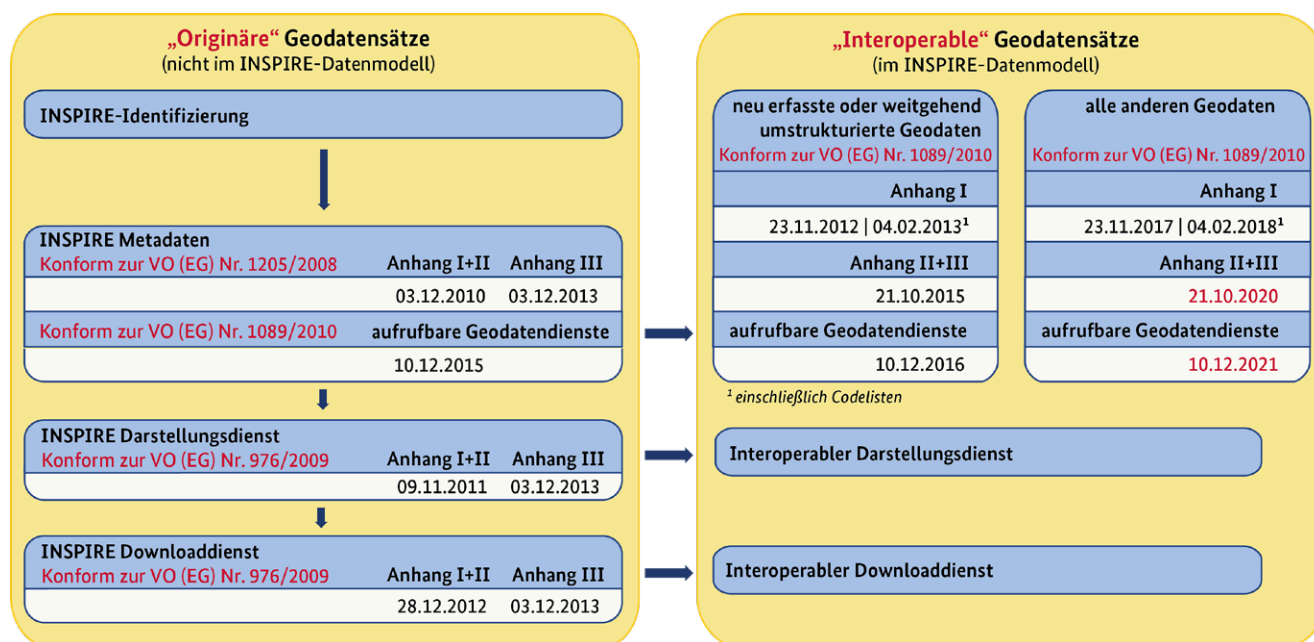 „Originäre“ Geodatensätze
(nicht im INSPIRE-Datenmodell)
INSPIRE-Identifizierung
INSPIRE Metadaten
Konform zur VO (EG) Nr. 1205/2008 Anhang I+II Anhang III
03.12.2010 03.12.2013
Konform zur VO (EG) Nr. 1089/2010 aufrufbare Geodatendienste
10.12.2015
INSPIRE Darstellungsdienst
Konform zur VO (EG) Nr. 976/2009 Anhang I+II Anhang III
09.11.2011 03.12.2013
INSPIRE Downloaddienst
Konform zur VO (EG) Nr. 976/2009 Anhang I+II Anhang III
28.12.2012 03.12.2013
„Interoperable“ Geodatensätze
(im INSPIRE-Datenmodell)
neu erfasste oder weitgehend
umstrukturierte Geodaten
Konform zur VO (EG) Nr. 1089/2010
Anhang I
23.11.2012 | 04.02.2013¹
Anhang II+III
21.10.2015
aufrufbare Geodatendienste
10.12.2016
alle anderen Geodaten
Konform zur VO (EG) Nr. 1089/2010
Anhang I
23.11.2017 | 04.02.2018¹
Anhang II+III
21.10.2020
aufrufbare Geodatendienste
10.12.2021
¹ einschließlich Codelisten
Interoperabler Darstellungsdienst
Interoperabler Downloaddienst